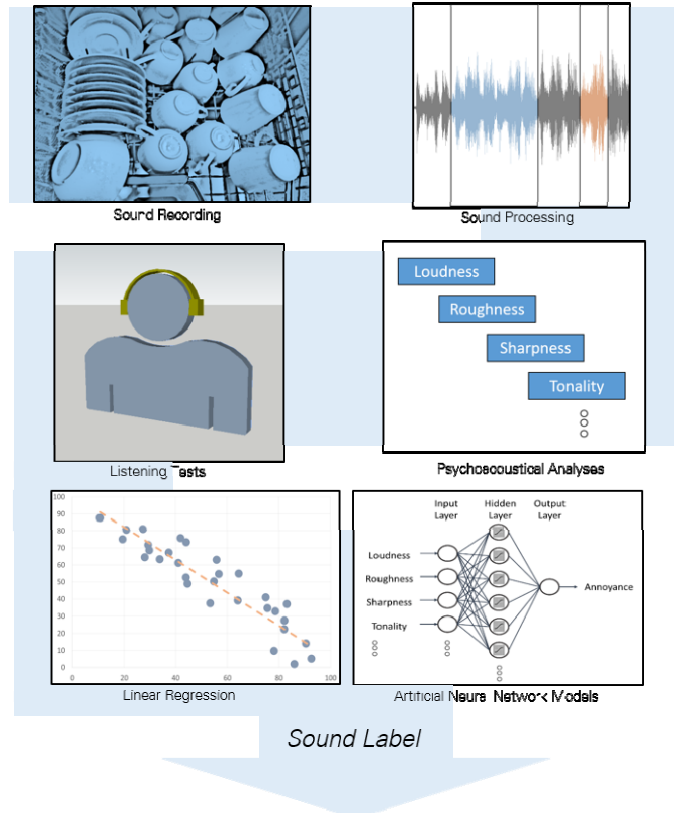 Sound Recording
Sound Processing
Loudness
Roughness
Sharpness
Tonality
Listening Tests
Psychoacoustical Analyses
100
90
80
70
60
50
40
30
20
10
0
0 20 40 60 80 100
Linear Regression
Input Layer
Hidden Layer
Output Layer
Loudness
Roughness
Sharpness
Tonality
Annoyance
Artificial Neural Network Models
Sound Label